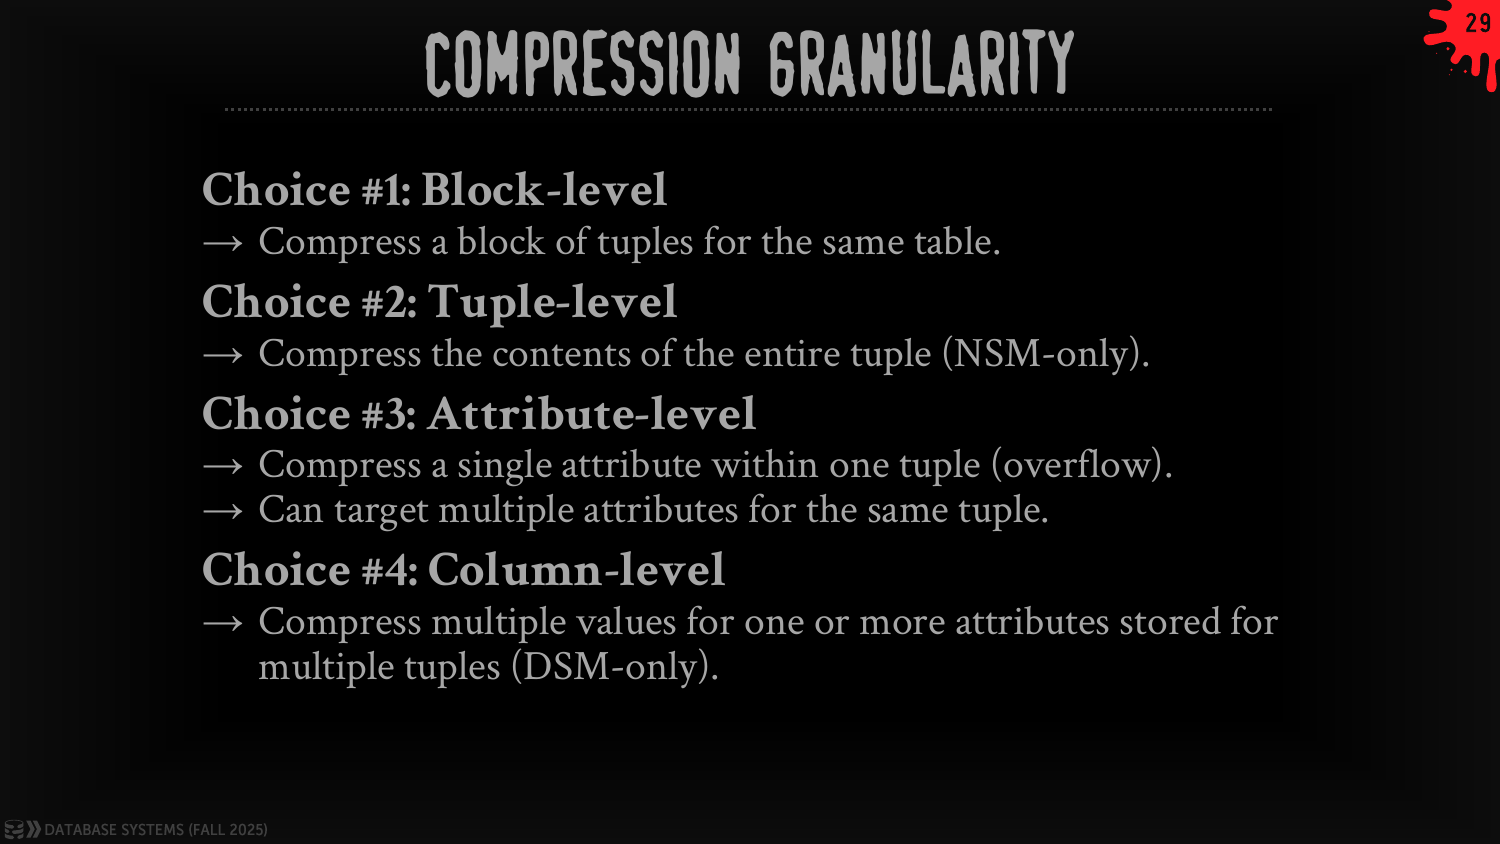 29
COMPRESSION GRANULARITY
Choice #1: Block-level
→ Compress a block of tuples for the same table.
Choice #2: Tuple-level
→ Compress the contents of the entire tuple (NSM-only).
Choice #3: Attribute-level
→ Compress a single attribute within one tuple (overflow).
→ Can target multiple attributes for the same tuple.
Choice #4: Column-level
→ Compress multiple values for one or more attributes stored for
multiple tuples (DSM-only).
DATABASE SYSTEMS (FALL 2025)